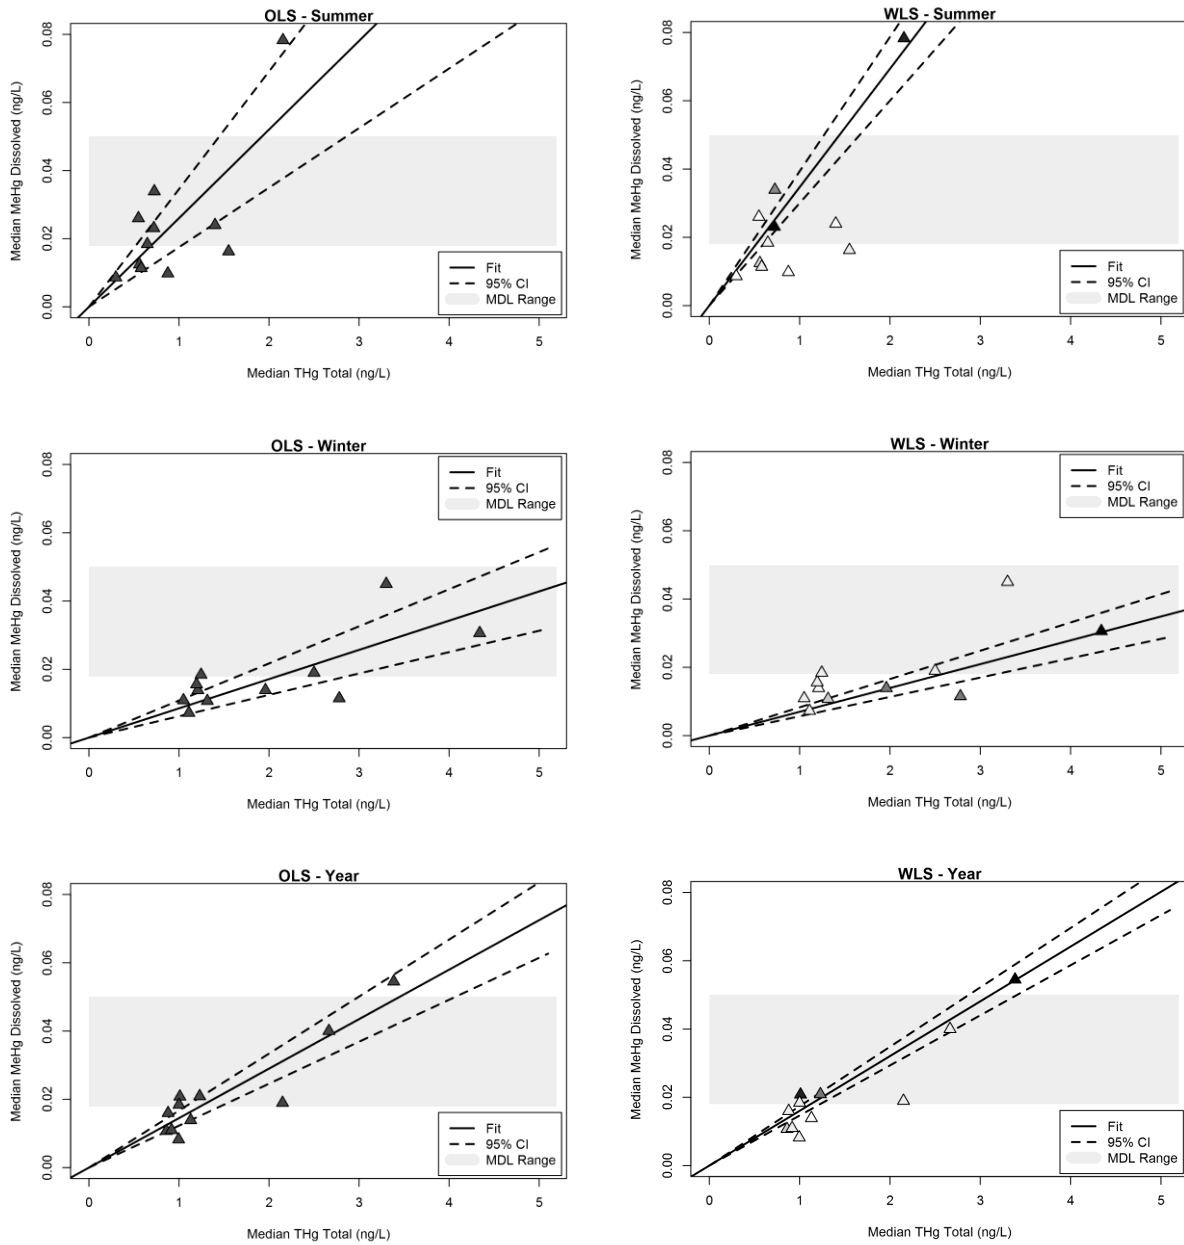 OLS - Summer
Median MeHg Dissolved (ng/L)
0.00 0.02 0.04 0.06 0.08
Fit
95% CI
MDL Range
0 1 2 3 4 5
Median THg Total (ng/L)
WLS - Summer
Median MeHg Dissolved (ng/L)
0.00 0.02 0.04 0.06 0.08
Fit
95% CI
MDL Range
0 1 2 3 4 5
Median THg Total (ng/L)
OLS - Winter
Median MeHg Dissolved (ng/L)
0.00 0.02 0.04 0.06 0.08
Fit
95% CI
MDL Range
0 1 2 3 4 5
Median THg Total (ng/L)
WLS - Winter
Median MeHg Dissolved (ng/L)
0.00 0.02 0.04 0.06 0.08
Fit
95% CI
MDL Range
0 1 2 3 4 5
Median THg Total (ng/L)
OLS - Year
Median MeHg Dissolved (ng/L)
0.00 0.02 0.04 0.06 0.08
Fit
95% CI
MDL Range
0 1 2 3 4 5
Median THg Total (ng/L)
WLS - Year
Median MeHg Dissolved (ng/L)
0.00 0.02 0.04 0.06 0.08
Fit
95% CI
MDL Range
0 1 2 3 4 5
Median THg Total (ng/L)